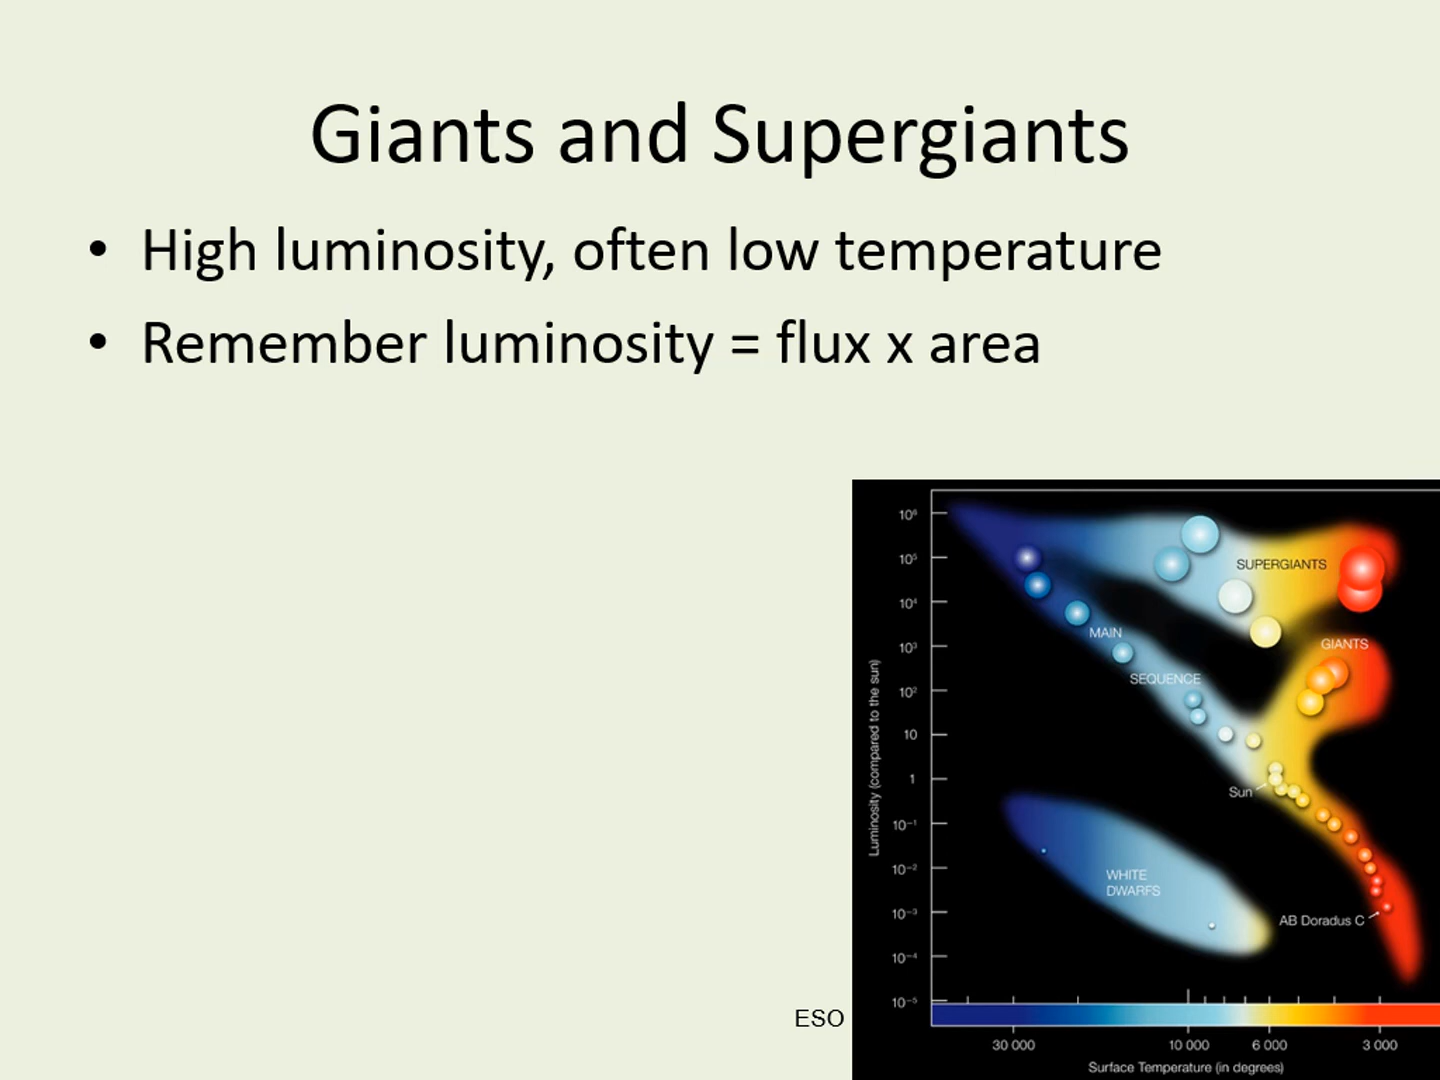 Giants and Supergiants
• High luminosity, often low temperature
• Remember luminosity = flux x area
10⁶
10⁵
10⁴
10³
10²
10
1
10⁻¹
10⁻²
10⁻³
10⁻⁴
10⁻⁵
Luminosity (compared to the sun)
SUPERGIANTS
GIANTS
MAIN
SEQUENCE
Sun
WHITE
DWARFS
AB Doradus C
30 000 10 000 6 000 3 000
Surface Temperature (in degrees)
ESO